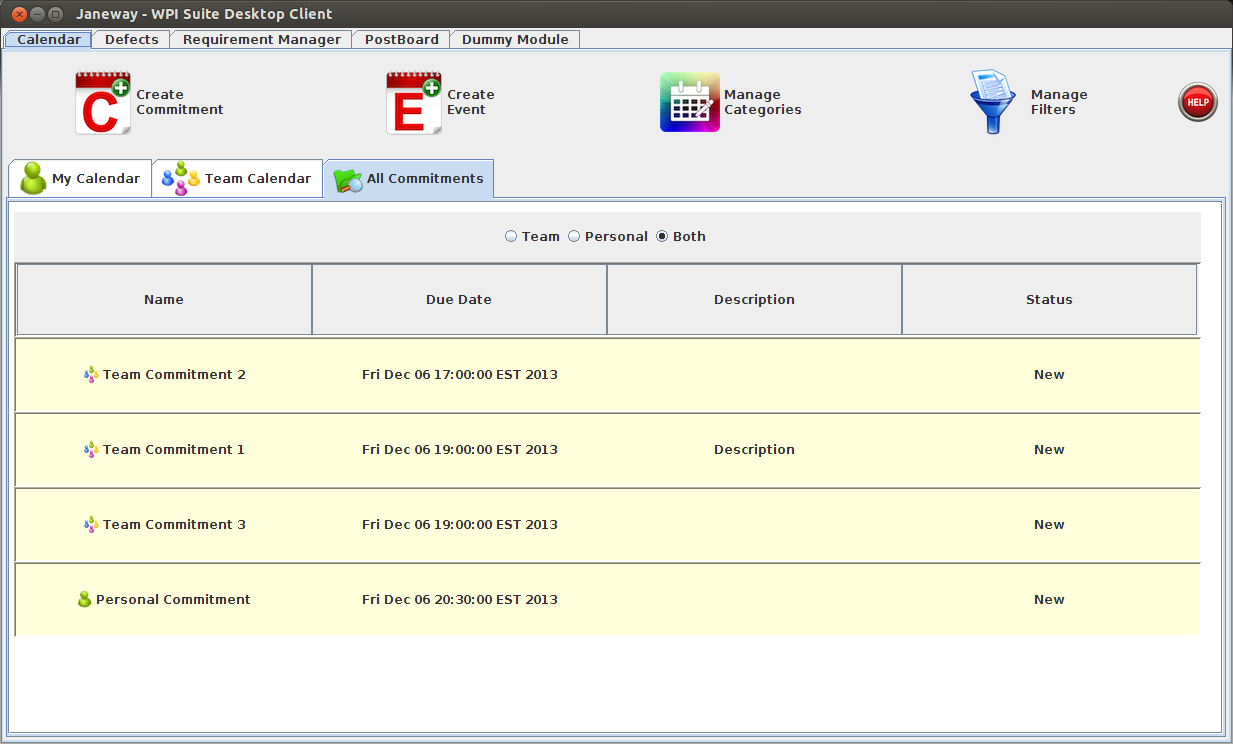 Janeway - WPI Suite Desktop Client
Calendar Defects Requirement Manager PostBoard Dummy Module
C Create Commitment
E Create Event
Manage Categories
Manage Filters
HELP
My Calendar Team Calendar All Commitments
Team Personal Both
Name Due Date Description Status
Team Commitment 2 Fri Dec 06 17:00:00 EST 2013 New
Team Commitment 1 Fri Dec 06 19:00:00 EST 2013 Description New
Team Commitment 3 Fri Dec 06 19:00:00 EST 2013 New
Personal Commitment Fri Dec 06 20:30:00 EST 2013 New